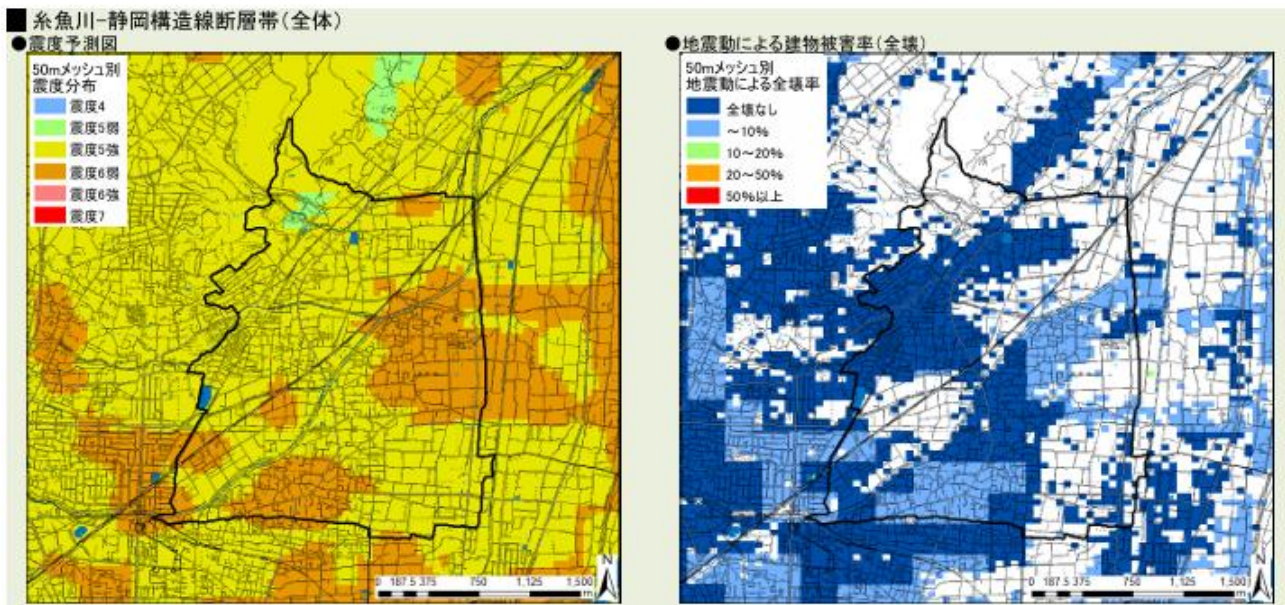 ■ 糸魚川-静岡構造線断層帯(全体)
●震度予測図
50mメッシュ別
震度分布
震度4
震度5弱
震度5強
震度6弱
震度6強
震度7
N
0 187.5 375 750 1,125 1,500
m
●地震動による建物被害率(全壊)
50mメッシュ別
地震動による全壊率
全壊なし
～10%
10～20%
20～50%
50%以上
N
0 187.5 375 750 1,125 1,500
m